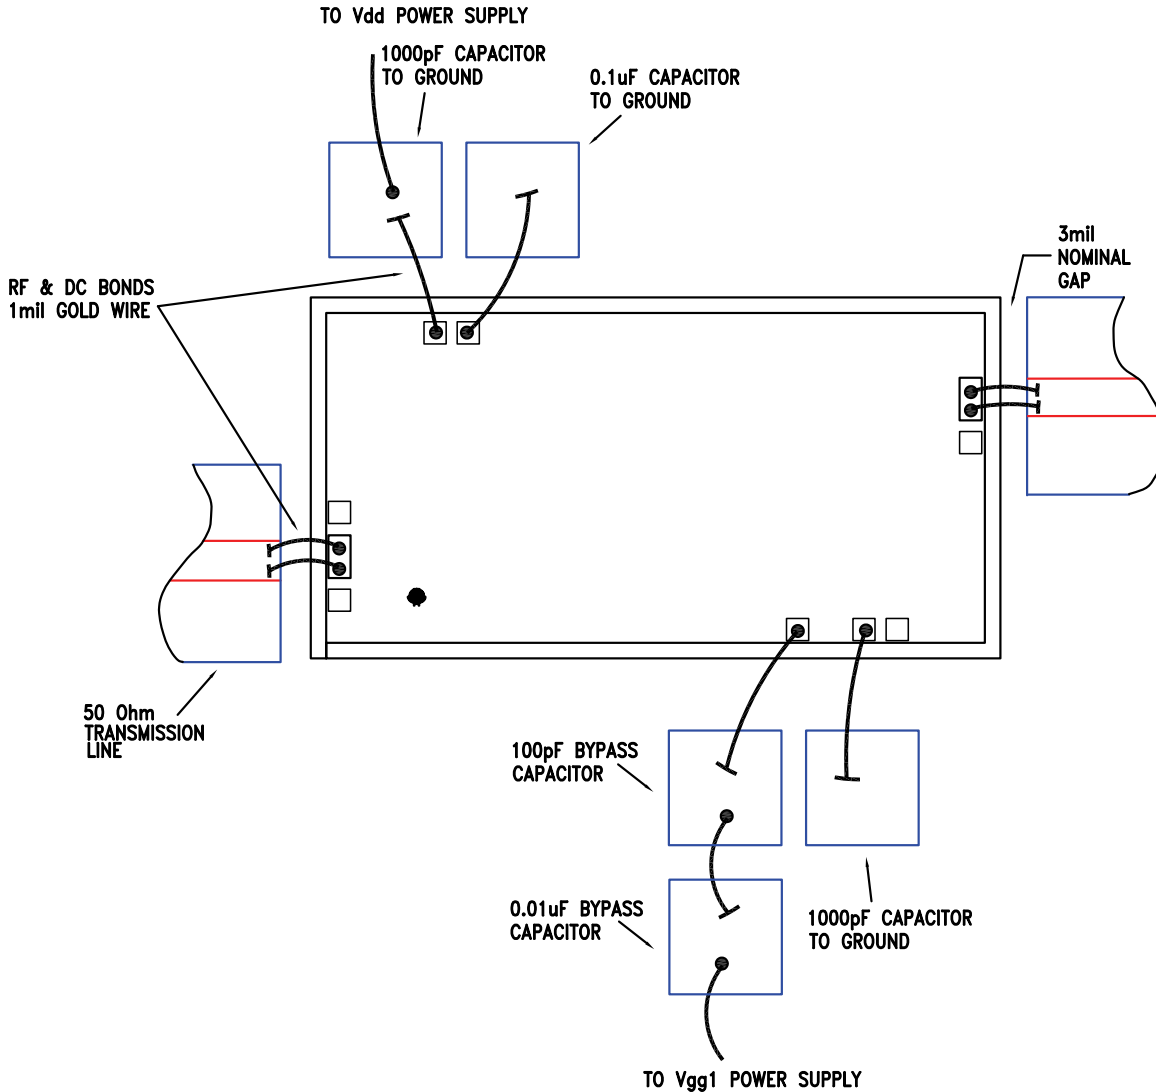 TO Vdd POWER SUPPLY
1000pF CAPACITOR
TO GROUND
0.1uF CAPACITOR
TO GROUND
3mil
NOMINAL
GAP
RF & DC BONDS
1mil GOLD WIRE
50 Ohm
TRANSMISSION
LINE
100pF BYPASS
CAPACITOR
0.01uF BYPASS
CAPACITOR
1000pF CAPACITOR
TO GROUND
TO Vgg1 POWER SUPPLY